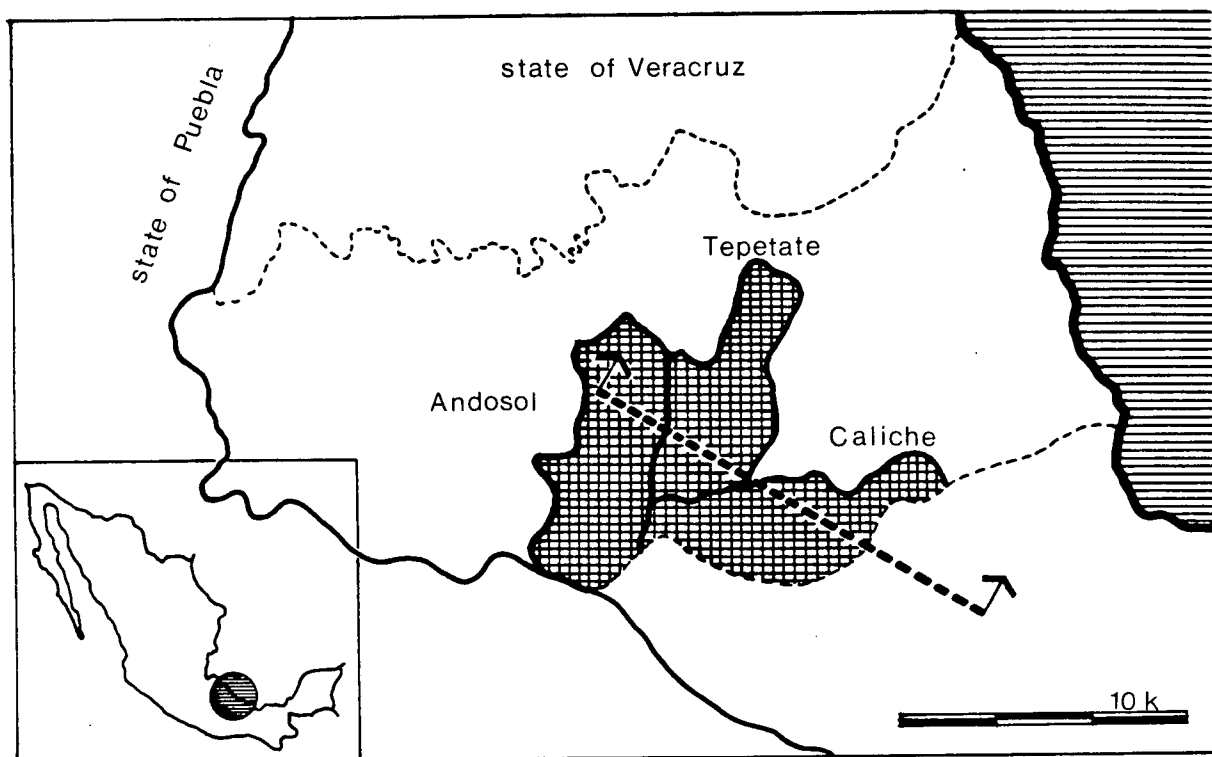 state of Veracruz
state of Puebla
Tepetate
Andosol
Caliche
10 k